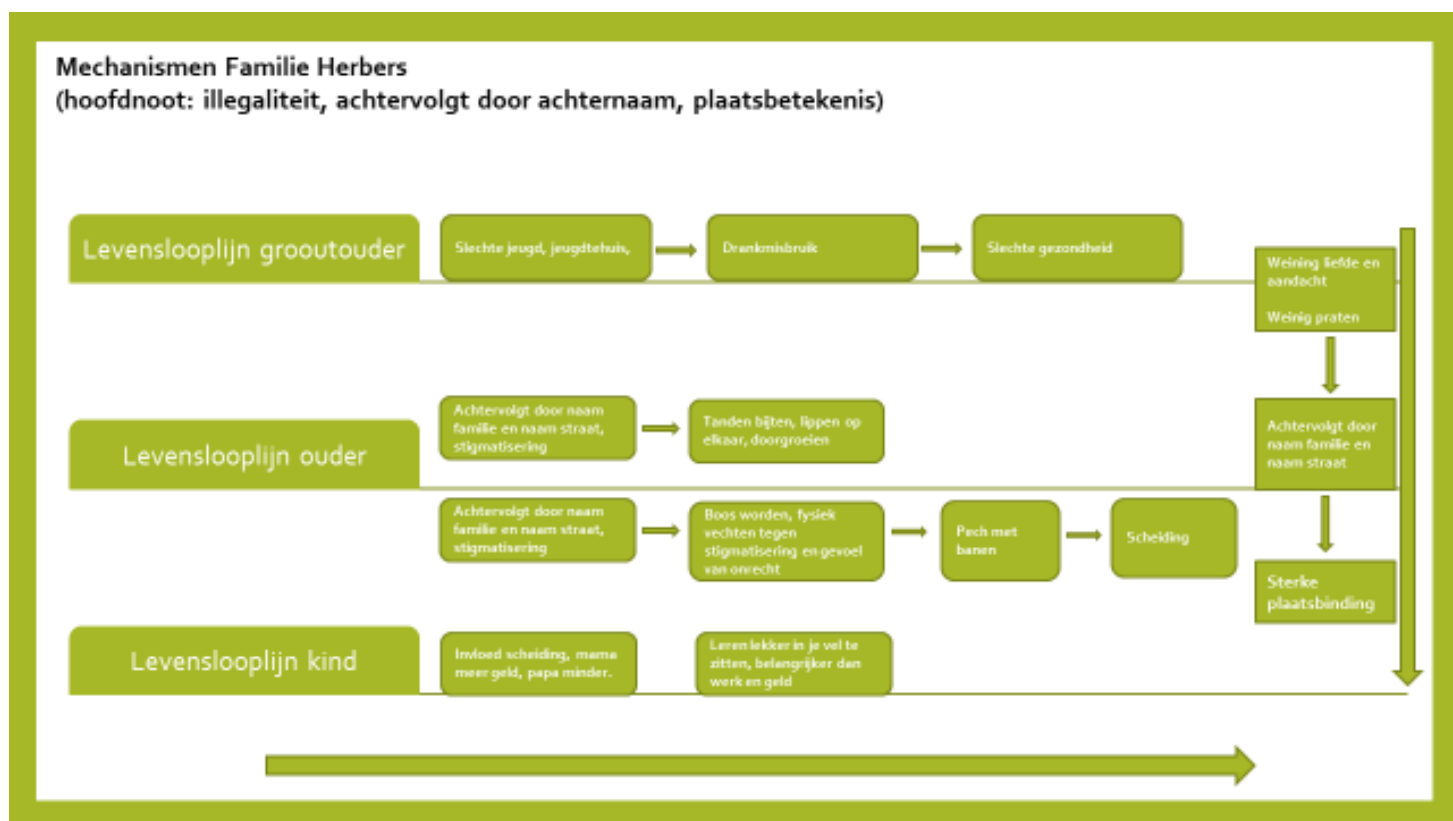 Mechanismen Familie Herbers
(hoofdnoot: illegaliteit, achtervolgt door achternaam, plaatsbetekenis)
Levenslooplijn grooutouder
Slechte jeugd, jeugdtehuis,
Drankmisbruik
Slechte gezondheid
Weining liefde en
aandacht
Weinig praten
Levenslooplijn ouder
Achtervolgt door naam
familie en naam straat,
stigmatisering
Tanden bijten, lippen op
elkaar, doorgroeien
Achtervolgt door
naam familie en
naam straat
Achtervolgt door naam
familie en naam straat,
stigmatisering
Boos worden, fysiek
vechten tegen
stigmatisering en gevoel
van onrecht
Pech met
banen
Scheiding
Sterke
plaatsbinding
Levenslooplijn kind
Invloed scheiding, mama
meer geld, papa minder.
Leren lekker in je vel te
zitten, belangrijker dan
werk en geld